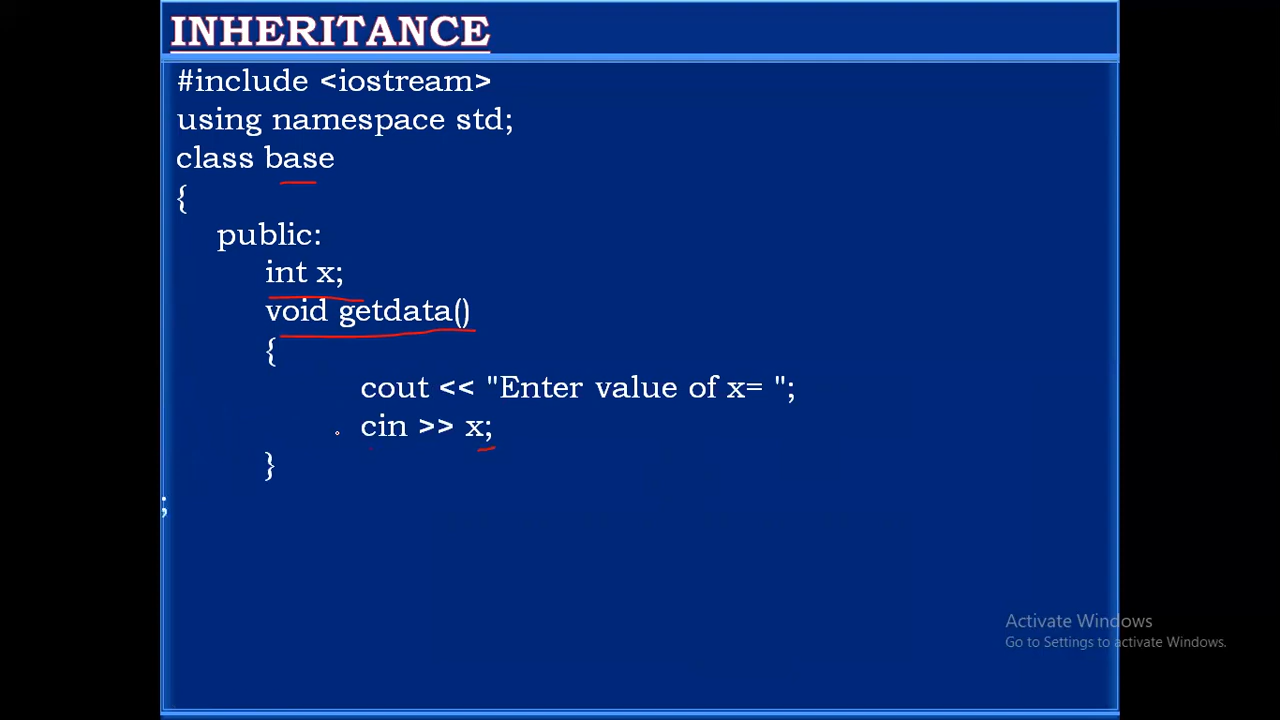 INHERITANCE
#include <iostream>
using namespace std;
class base
{
public:
int x;
void getdata()
{
cout << "Enter value of x= ";
cin >> x;
}
;
Activate Windows
Go to Settings to activate Windows.